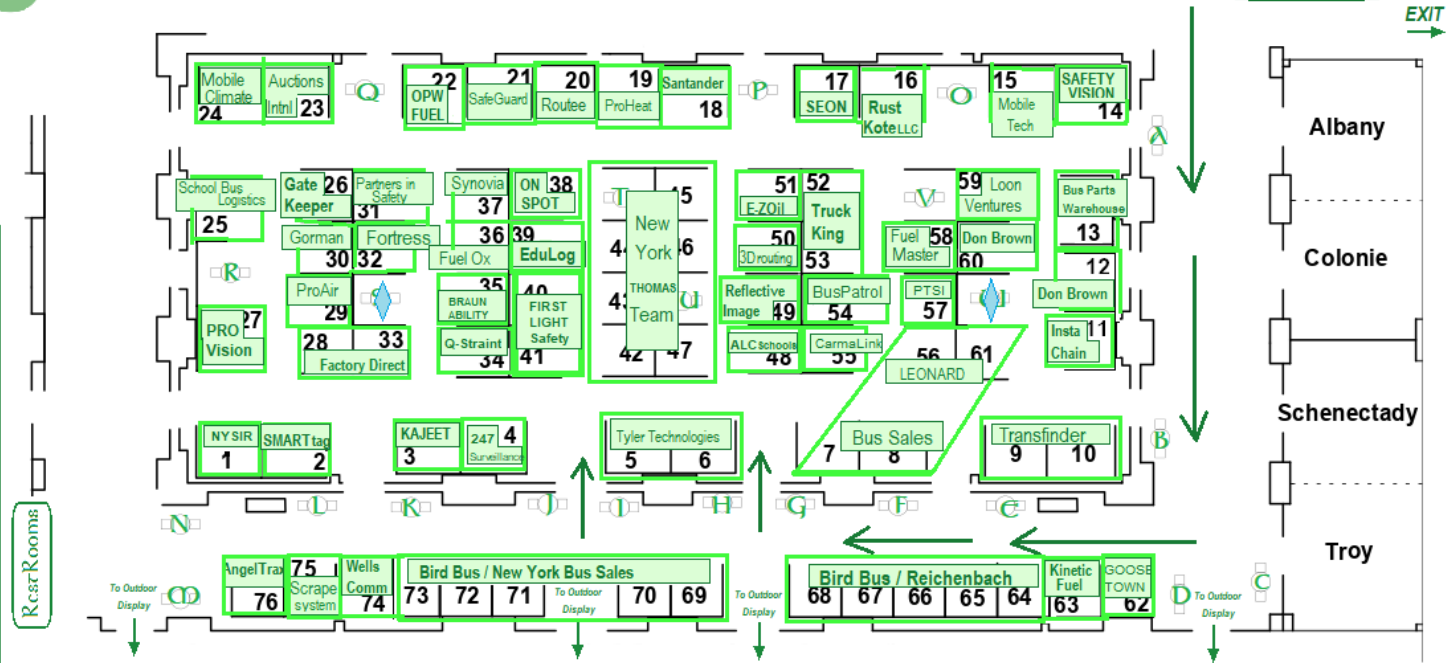 EXIT
Mobile
Climate
24
Auctions
Intnl 23
Q
22
OPW
FUEL
21
SafeGuard
20
Routee
19
ProHeat
Santander
18
P
17
SEON
16
Rust
Kote LLC
O
15
Mobile
Tech
SAFETY
VISION
14
A
Albany
School Bus
Logistics
25
Gate 26
Keeper
Partners in
Safety
31
Synovia
37
ON 38
SPOT
T
45
New
York
THOMAS
Team
51
E-ZOil
52
Truck
King
53
V
59 Loon
Ventures
Bus Parts
Warehouse
13
Gorman
30
Fortress
32
36
Fuel Ox
39
EduLog
46
50
3D routing
Fuel 58
Master
Don Brown
60
12
Don Brown
Colonie
R
ProAir
29
35
BRAUN
ABILITY
40
FIRST
LIGHT
Safety
41
U
Reflective
Image 49
BusPatrol
54
PTSI
57
PRO 27
Vision
28
33
Factory Direct
Q-Straint
34
42
47
ALC Schools
48
CarmaLink
55
56
61
LEONARD
Insta 11
Chain
NYSIR
1
SMART tag
2
KAJEET
3
247 4
Surveillance
Tyler Technologies
5
6
Bus Sales
7
8
Transfinder
9
10
B
Schenectady
N
L
K
J
I
H
G
F
E
RestRooms
Troy
To Outdoor
Display
AngelTrax
76
75
Scrape
system
Wells
Comm
74
Bird Bus / New York Bus Sales
73
72
71
To Outdoor
Display
70
69
To Outdoor
Display
Bird Bus / Reichenbach
68
67
66
65
64
Kinetic
Fuel
63
GOOSE
TOWN
62
D
To Outdoor
Display
C